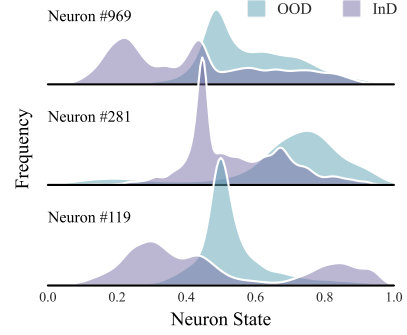 OOD InD
Neuron #969
Neuron #281
Neuron #119
Frequency
0.0 0.2 0.4 0.6 0.8 1.0
Neuron State